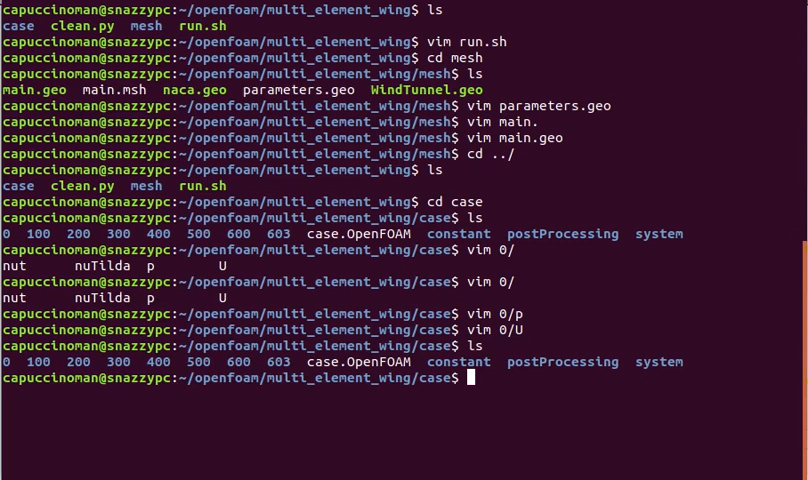 capuccinoman@snazzypc:~/openfoam/multi_element_wing$ ls
case  clean.py  mesh  run.sh
capuccinoman@snazzypc:~/openfoam/multi_element_wing$ vim run.sh
capuccinoman@snazzypc:~/openfoam/multi_element_wing$ cd mesh
capuccinoman@snazzypc:~/openfoam/multi_element_wing/mesh$ ls
main.geo  main.msh  naca.geo  parameters.geo  WindTunnel.geo
capuccinoman@snazzypc:~/openfoam/multi_element_wing/mesh$ vim parameters.geo
capuccinoman@snazzypc:~/openfoam/multi_element_wing/mesh$ vim main.
capuccinoman@snazzypc:~/openfoam/multi_element_wing/mesh$ vim main.geo
capuccinoman@snazzypc:~/openfoam/multi_element_wing/mesh$ cd ../
capuccinoman@snazzypc:~/openfoam/multi_element_wing$ ls
case  clean.py  mesh  run.sh
capuccinoman@snazzypc:~/openfoam/multi_element_wing$ cd case
capuccinoman@snazzypc:~/openfoam/multi_element_wing/case$ ls
0  100  200  300  400  500  600  603  case.OpenFOAM  constant  postProcessing  system
capuccinoman@snazzypc:~/openfoam/multi_element_wing/case$ vim 0/
nut      nuTilda  p        U
capuccinoman@snazzypc:~/openfoam/multi_element_wing/case$ vim 0/
nut      nuTilda  p        U
capuccinoman@snazzypc:~/openfoam/multi_element_wing/case$ vim 0/p
capuccinoman@snazzypc:~/openfoam/multi_element_wing/case$ vim 0/U
capuccinoman@snazzypc:~/openfoam/multi_element_wing/case$ ls
0  100  200  300  400  500  600  603  case.OpenFOAM  constant  postProcessing  system
capuccinoman@snazzypc:~/openfoam/multi_element_wing/case$